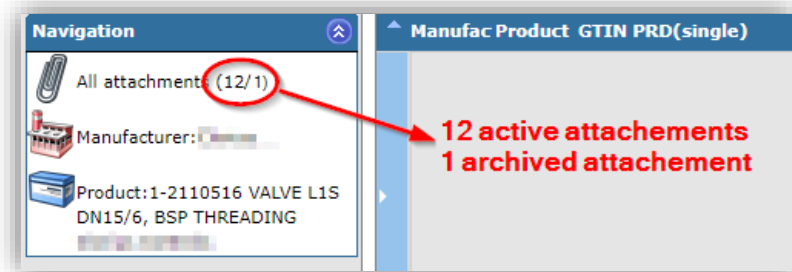 Navigation
Manufac Product GTIN PRD(single)
All attachments (12/1)
Manufacturer:
Product:1-2110516 VALVE L1S
DN15/6, BSP THREADING
12 active attachements
1 archived attachement